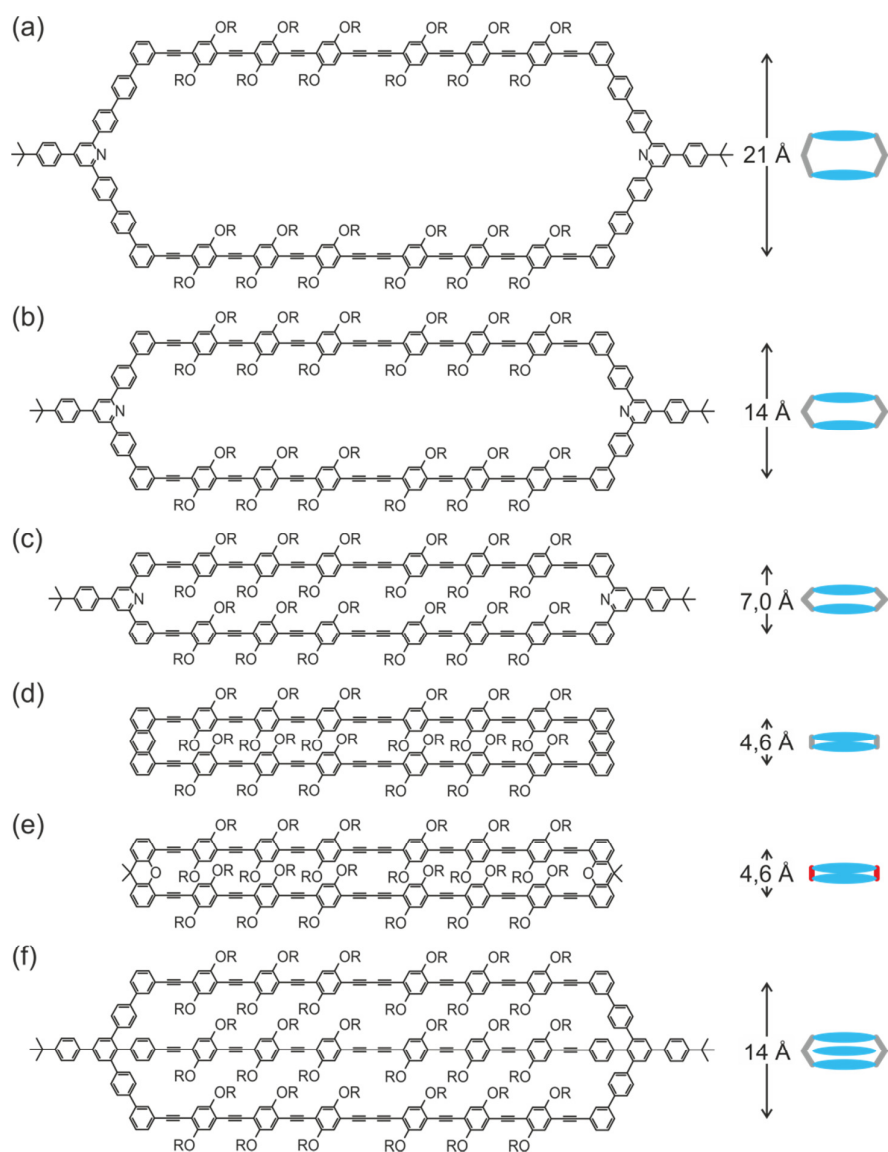 (a)
OR OR OR OR OR OR
RO RO RO RO RO RO
N N 21 Å
OR OR OR OR OR OR
RO RO RO RO RO RO
(b)
OR OR OR OR OR OR
RO RO RO RO RO RO
N N 14 Å
OR OR OR OR OR OR
RO RO RO RO RO RO
(c)
OR OR OR OR OR OR
RO RO RO RO RO RO
N N 7,0 Å
OR OR OR OR OR OR
RO RO RO RO RO RO
(d)
OR OR OR OR OR OR
RO OR RO OR RO OR RO OR RO OR RO OR 4,6 Å
RO RO RO RO RO RO
(e)
OR OR OR OR OR OR
O RO OR RO OR RO OR RO OR RO OR RO OR O 4,6 Å
RO RO RO RO RO RO
(f)
OR OR OR OR OR OR
RO RO RO RO RO RO
OR OR OR OR OR OR
14 Å
RO RO RO RO RO RO
OR OR OR OR OR OR
RO RO RO RO RO RO